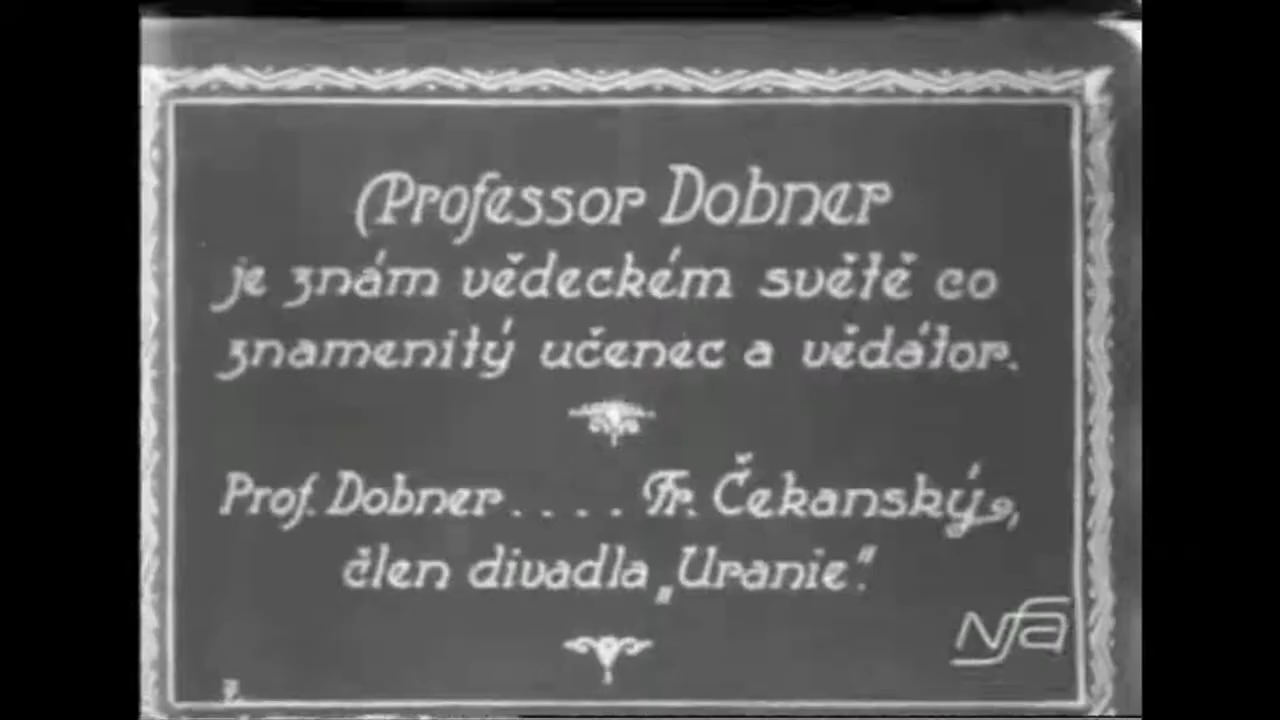 Professor Dobner
je znám vědeckém světě co
znamenitý učenec a vědátor.
Prof. Dobner.... Fr. Čekanský,
člen divadla „Uranie".
nfa